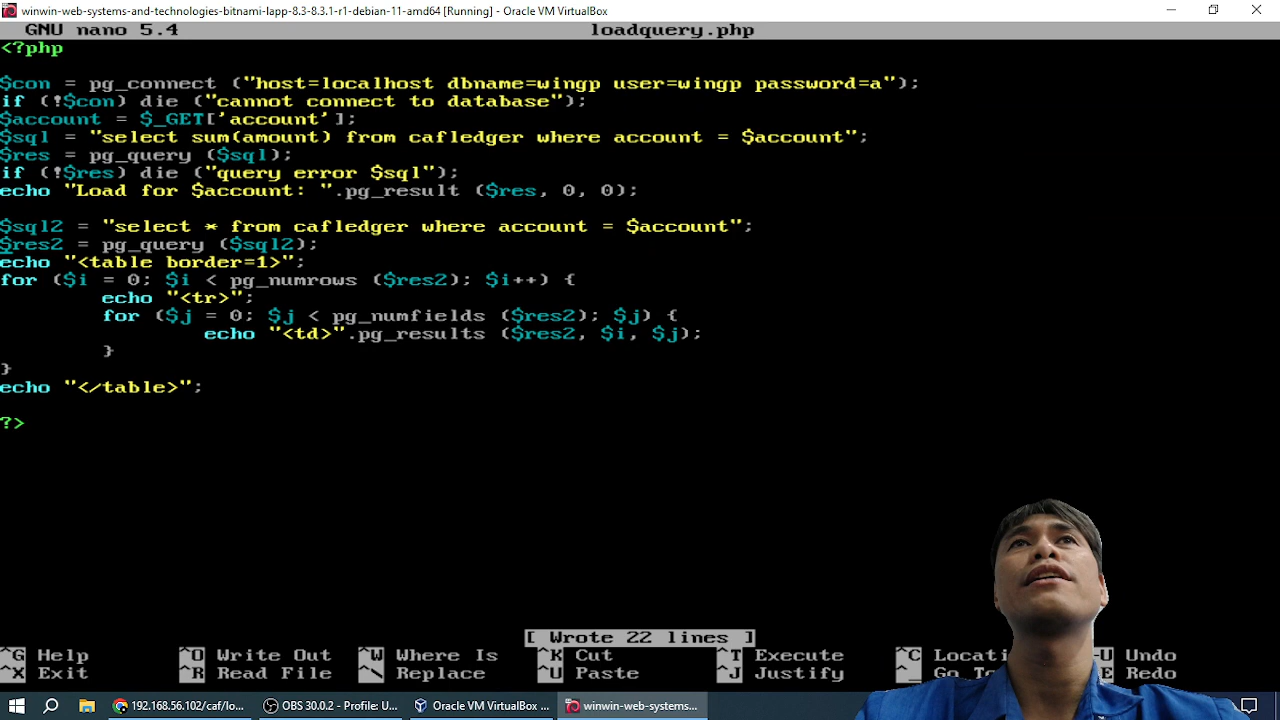 winwin-web-systems-and-technologies-bitnami-lapp-8.3-8.3.1-r1-debian-11-amd64 [Running] - Oracle VM VirtualBox
GNU nano 5.4 loadquery.php
<?php
$con = pg_connect ("host=localhost dbname=wingp user=wingp password=a");
if (!$con) die ("cannot connect to database");
$account = $_GET['account'];
$sql = "select sum(amount) from cafledger where account = $account";
$res = pg_query ($sql);
if (!$res) die ("query error $sql");
echo "Load for $account: ".pg_result ($res, 0, 0);
$sql2 = "select * from cafledger where account = $account";
$res2 = pg_query ($sql2);
echo "<table border=1>";
for ($i = 0; $i < pg_numrows ($res2); $i++) {
echo "<tr>";
for ($j = 0; $j < pg_numfields ($res2); $j) {
echo "<td>".pg_results ($res2, $i, $j);
}
}
echo "</table>";
?>
[ Wrote 22 lines ]
^G Help ^O Write Out ^W Where Is ^K Cut ^T Execute ^C Locati -U Undo
^X Exit ^R Read File ^\ Replace ^U Paste ^J Justify ^_ Go To E Redo
192.168.56.102/caf/lo... OBS 30.0.2 - Profile: U... Oracle VM VirtualBox ... winwin-web-systems...